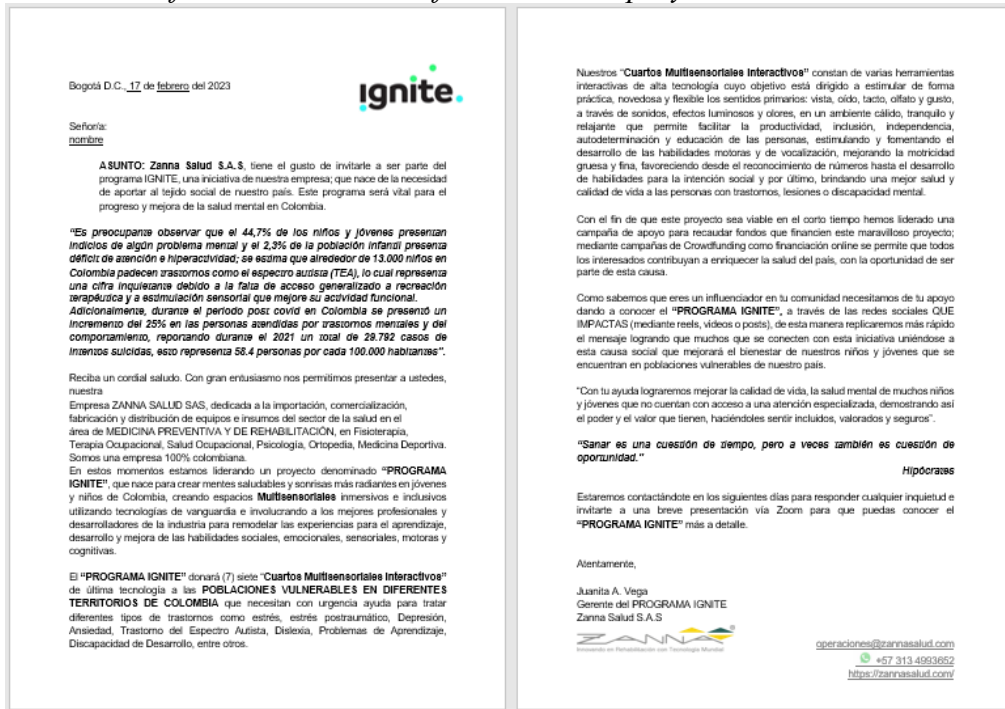 Bogotá D.C., 17 de febrero del 2023
ignite.
Señor/a:
nombre
ASUNTO: Zanna Salud S.A.S, tiene el gusto de invitarte a ser parte del
programa IGNITE, una iniciativa de nuestra empresa; que nace de la necesidad
de aportar al tejido social de nuestro país. Este programa será vital para el
progreso y mejora de la salud mental en Colombia.
"Es preocupante observar que el 44,7% de los niños y jóvenes presentan
indicios de algún problema mental y el 2,3% de la población infantil presenta
déficit de atención e hiperactividad; se estima que alrededor de 13.000 niños en
Colombia padecen trastornos como el espectro autista (TEA), lo cual representa
una cifra inquietante debido a la falta de acceso generalizado a recreación
terapéutica y a estimulación sensorial que mejore su actividad funcional.
Adicionalmente, durante el periodo post covid en Colombia se presentó un
incremento del 25% en las personas atendidas por trastornos mentales y del
comportamiento, reportando durante el 2021 un total de 29.792 casos de
intentos suicidas, esto representa 58.4 personas por cada 100.000 habitantes".
Reciba un cordial saludo. Con gran entusiasmo nos permitimos presentar a ustedes,
nuestra
Empresa ZANNA SALUD SAS, dedicada a la importación, comercialización,
fabricación y distribución de equipos e insumos del sector de la salud en el
área de MEDICINA PREVENTIVA Y DE REHABILITACIÓN, en Fisioterapia,
Terapia Ocupacional, Salud Ocupacional, Psicología, Ortopedia, Medicina Deportiva.
Somos una empresa 100% colombiana.
En estos momentos estamos liderando un proyecto denominado "PROGRAMA
IGNITE", que nace para crear mentes saludables y sonrisas más radiantes en jóvenes
y niños de Colombia, creando espacios Multisensoriales inmersivos e inclusivos
utilizando tecnologías de vanguardia e involucrando a los mejores profesionales y
desarrolladores de la industria para remodelar las experiencias para el aprendizaje,
desarrollo y mejora de las habilidades sociales, emocionales, sensoriales, motoras y
cognitivas.
El "PROGRAMA IGNITE" donará (7) siete "Cuartos Multisensoriales Interactivos"
de última tecnología a las POBLACIONES VULNERABLES EN DIFERENTES
TERRITORIOS DE COLOMBIA que necesitan con urgencia ayuda para tratar
diferentes tipos de trastornos como estrés, estrés postraumático, Depresión,
Ansiedad, Trastorno del Espectro Autista, Dislexia, Problemas de Aprendizaje,
Discapacidad de Desarrollo, entre otros.
Nuestros "Cuartos Multisensoriales Interactivos" constan de varias herramientas
interactivas de alta tecnología cuyo objetivo está dirigido a estimular de forma
práctica, novedosa y flexible los sentidos primarios: vista, oído, tacto, olfato y gusto,
a través de sonidos, efectos luminosos y olores, en un ambiente cálido, tranquilo y
relajante que permite facilitar la productividad, inclusión, independencia,
autodeterminación y educación de las personas, estimulando y fomentando el
desarrollo de las habilidades motoras y de vocalización, mejorando la motricidad
gruesa y fina, favoreciendo desde el reconocimiento de números hasta el desarrollo
de habilidades para la intención social y por último, brindando una mejor salud y
calidad de vida a las personas con trastornos, lesiones o discapacidad mental.
Con el fin de que este proyecto sea viable en el corto tiempo hemos liderado una
campaña de apoyo para recaudar fondos que financien este maravilloso proyecto;
mediante campañas de Crowdfunding como financiación online se permite que todos
los interesados contribuyan a enriquecer la salud del país, con la oportunidad de ser
parte de esta causa.
Como sabemos que eres un influenciador en tu comunidad necesitamos de tu apoyo
dando a conocer el "PROGRAMA IGNITE", a través de las redes sociales QUE
IMPACTAS (mediante reels, videos o posts), de esta manera replicaremos más rápido
el mensaje logrando que muchos que se conecten con esta iniciativa uniéndose a
esta causa social que mejorará el bienestar de nuestros niños y jóvenes que se
encuentran en poblaciones vulnerables de nuestro país.
"Con tu ayuda lograremos mejorar la calidad de vida, la salud mental de muchos niños
y jóvenes que no cuentan con acceso a una atención especializada, demostrando así
el poder y el valor que tienen, haciéndoles sentir incluidos, valorados y seguros".
"Sanar es una cuestión de tiempo, pero a veces también es cuestión de
oportunidad."
Hipócrates
Estaremos contactándote en los siguientes días para responder cualquier inquietud e
invitarte a una breve presentación vía Zoom para que puedas conocer el
"PROGRAMA IGNITE" más a detalle.
Atentamente,
Juanita A. Vega
Gerente del PROGRAMA IGNITE
Zanna Salud S.A.S
ZANNA
Innovando en Rehabilitación con Tecnología Mundial
operaciones@zannasalud.com
+57 313 4993652
https://zannasalud.com/